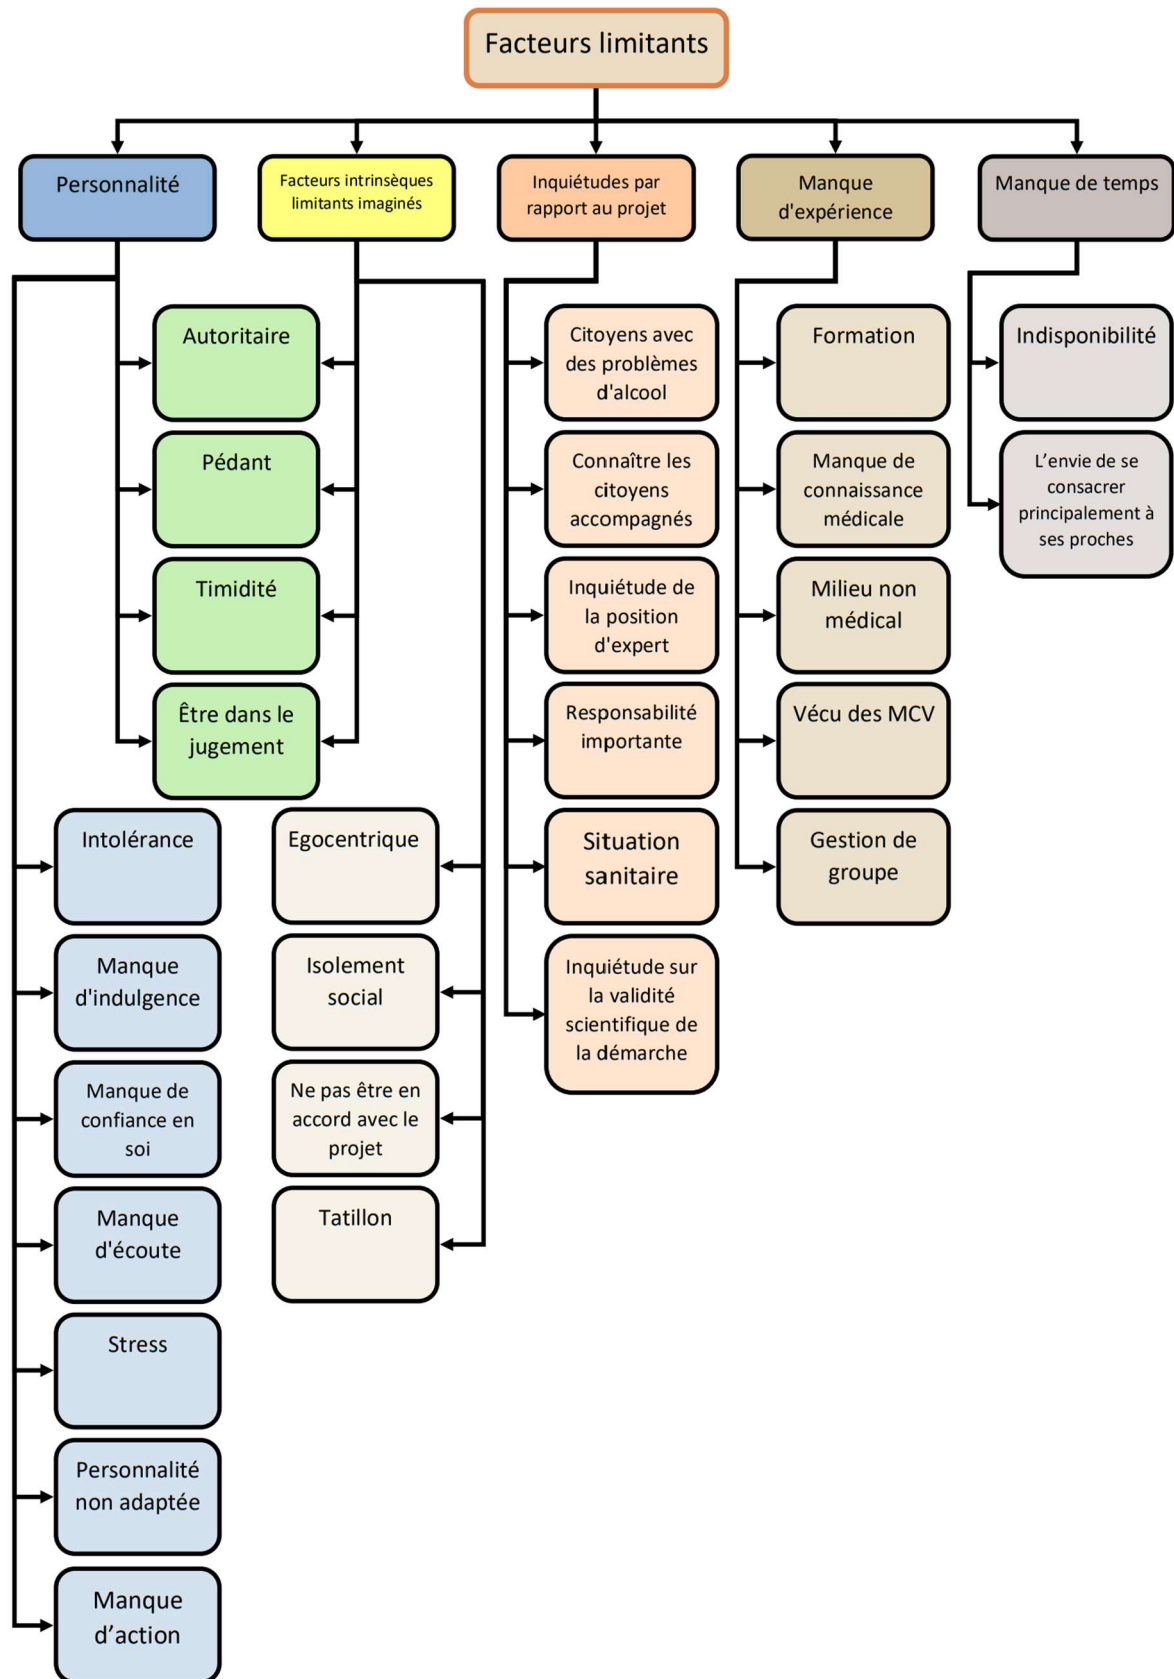 Facteurs limitants
Personnalité
Facteurs intrinsèques
limitants imaginés
Inquiétudes par
rapport au projet
Manque
d'expérience
Manque de temps
Autoritaire
Pédant
Timidité
Être dans le
jugement
Intolérance
Manque
d'indulgence
Manque de
confiance en
soi
Manque
d'écoute
Stress
Personnalité
non adaptée
Manque
d’action
Egocentrique
Isolement
social
Ne pas être en
accord avec le
projet
Tatillon
Citoyens avec
des problèmes
d'alcool
Connaître les
citoyens
accompagnés
Inquiétude de
la position
d'expert
Responsabilité
importante
Situation
sanitaire
Inquiétude sur
la validité
scientifique de
la démarche
Formation
Manque de
connaissance
médicale
Milieu non
médical
Vécu des MCV
Gestion de
groupe
Indisponibilité
L’envie de se
consacrer
principalement à
ses proches